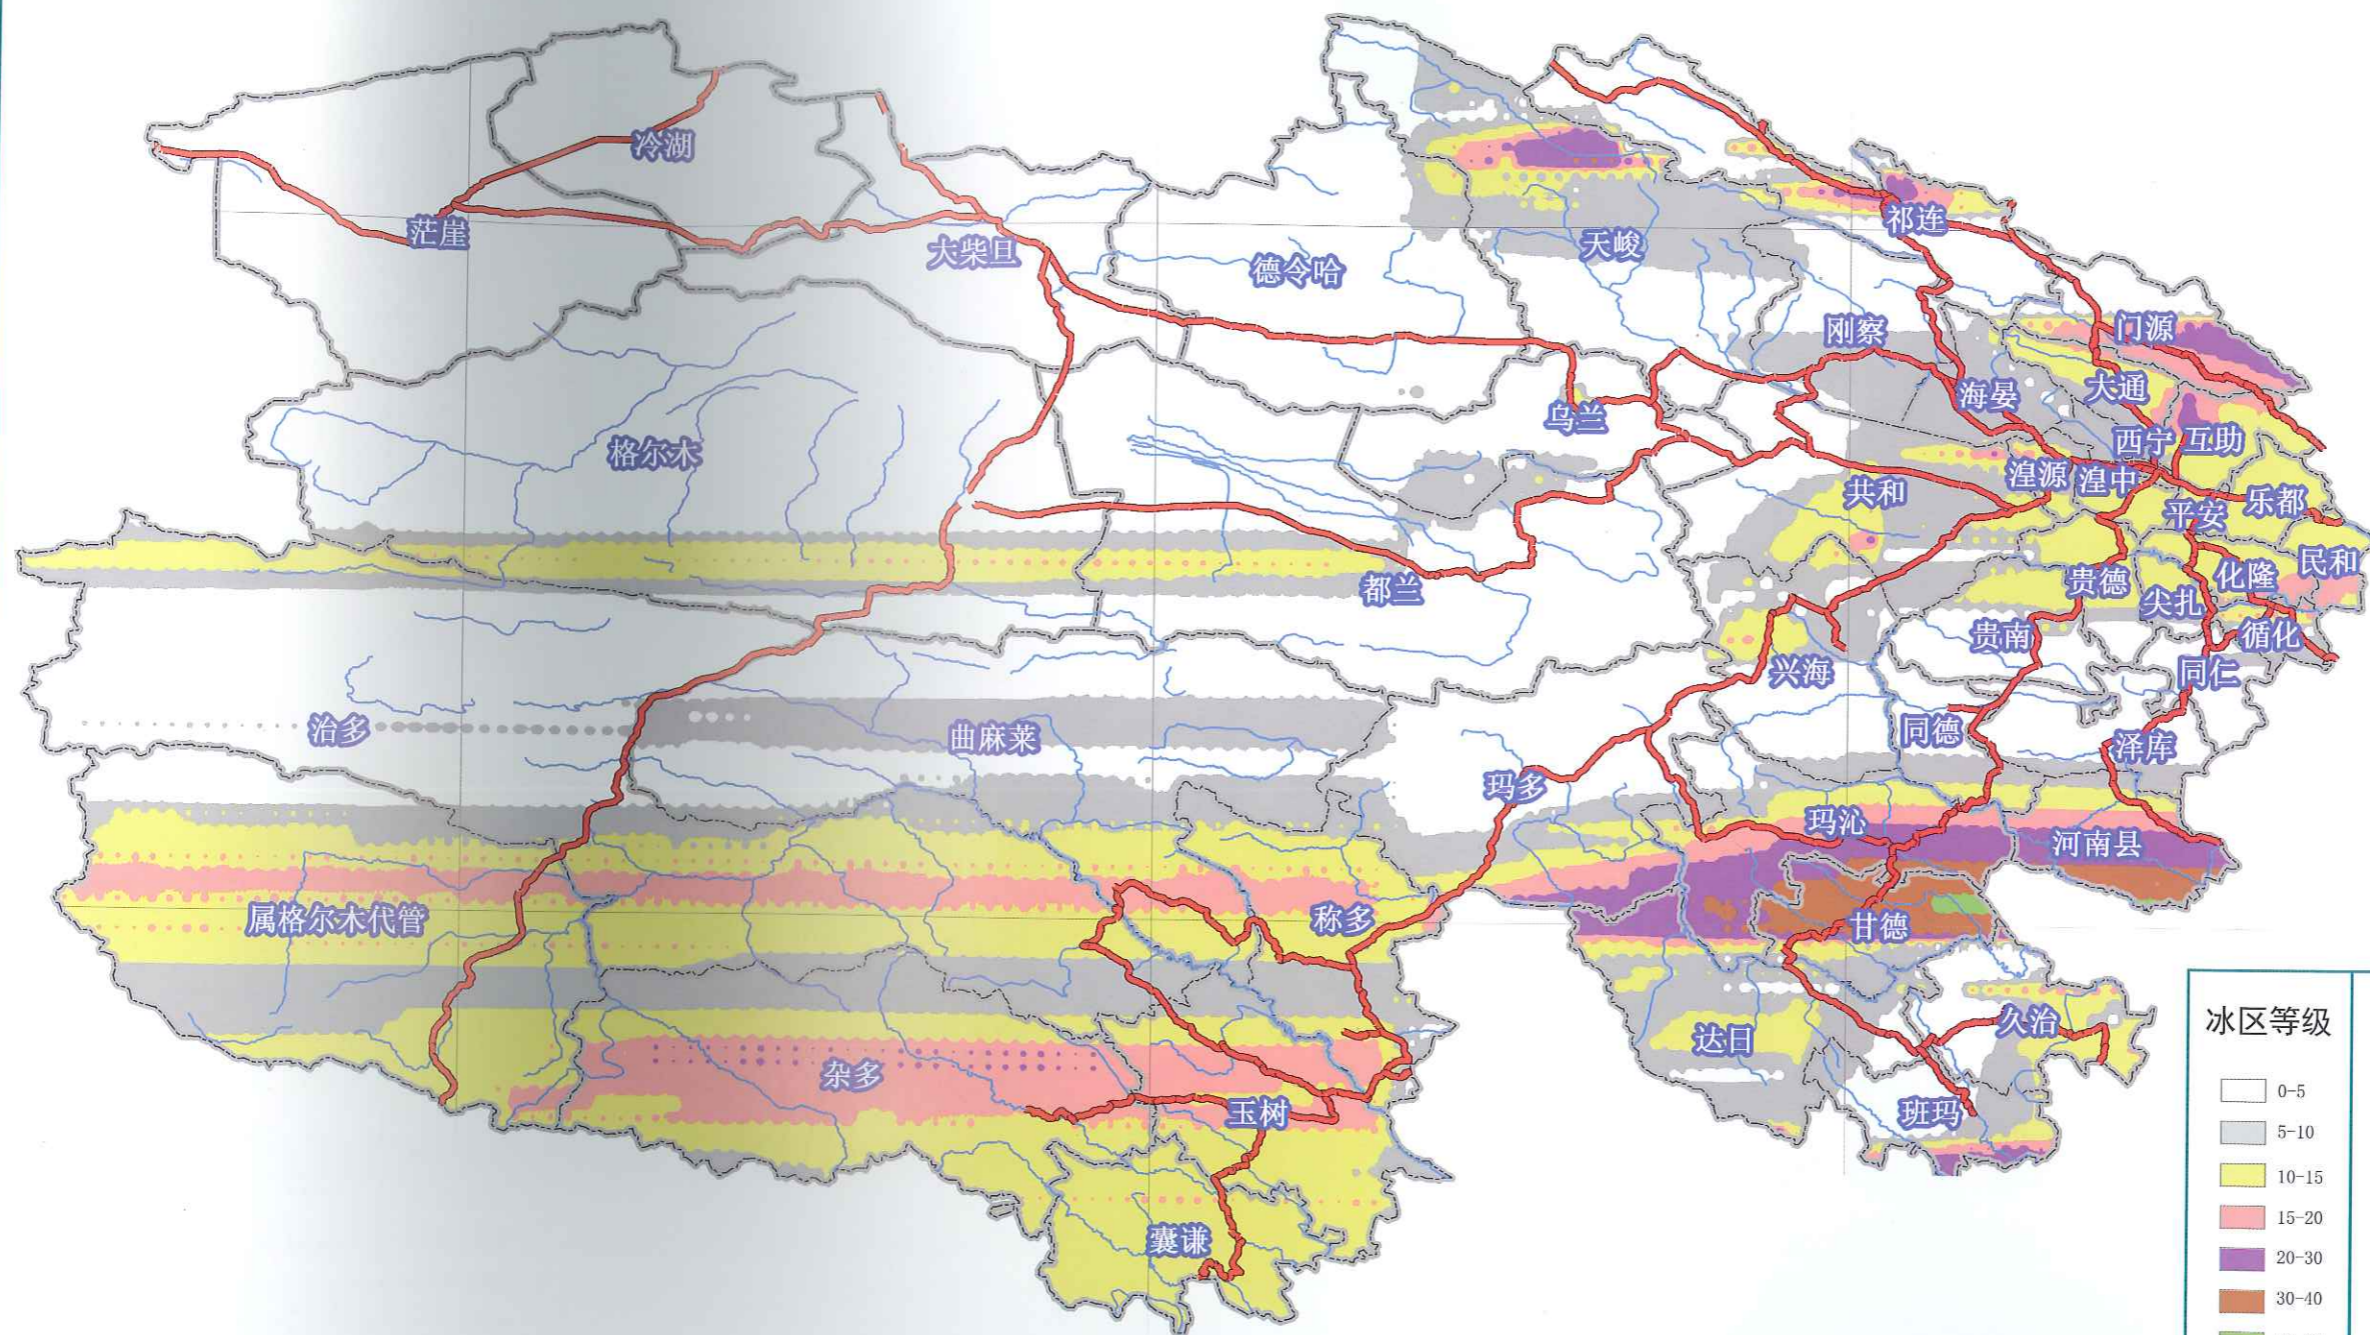 冷湖
茫崖
大柴旦
德令哈
天峻
祁连
刚察
门源
海晏
大通
乌兰
西宁
互助
格尔木
湟源
湟中
共和
乐都
平安
民和
都兰
贵德
化隆
尖扎
贵南
循化
兴海
同仁
治多
曲麻莱
同德
泽库
玛多
玛沁
河南县
属格尔木代管
称多
甘德
久治
达日
杂多
玉树
班玛
囊谦
冰区等级
0-5
5-10
10-15
15-20
20-30
30-40